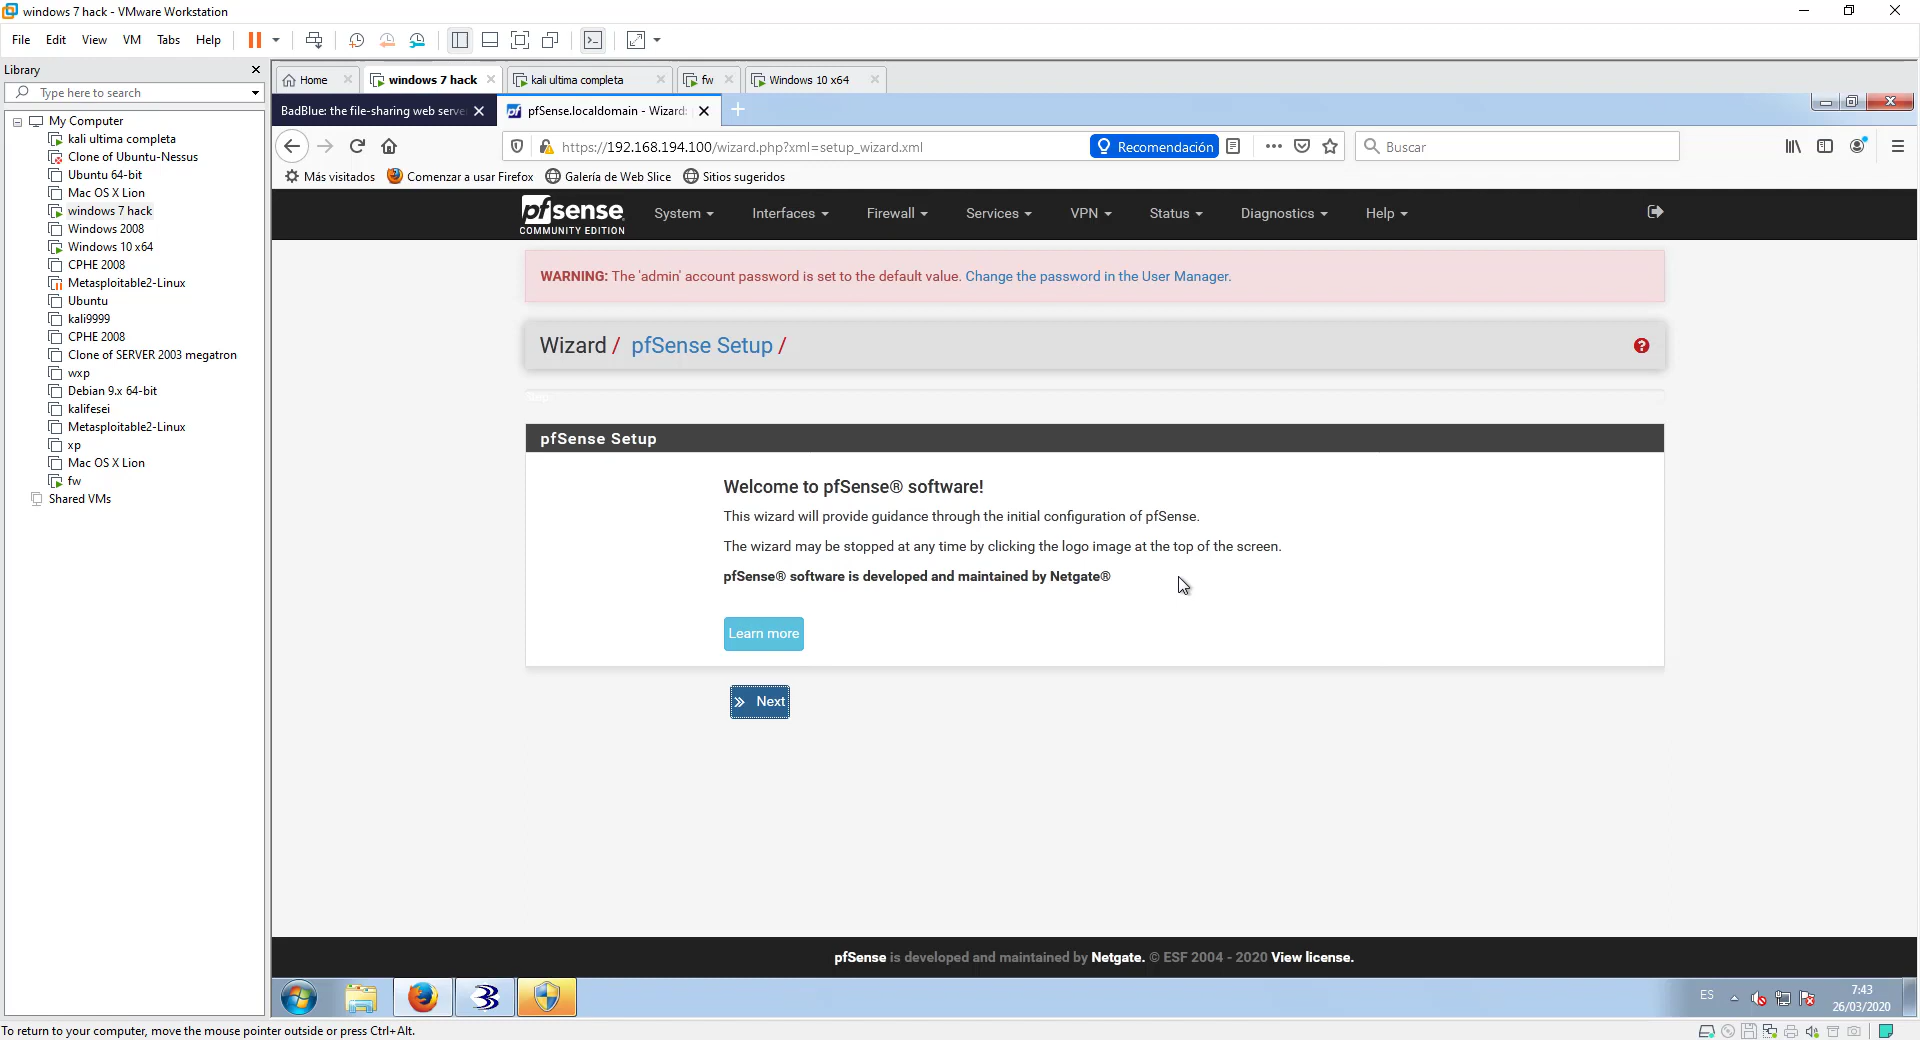 windows 7 hack - VMware Workstation
File Edit View VM Tabs Help
Library
Type here to search
My Computer
kali ultima completa
Clone of Ubuntu-Nessus
Ubuntu 64-bit
Mac OS X Lion
windows 7 hack
Windows 2008
Windows 10 x64
CPHE 2008
Metasploitable2-Linux
Ubuntu
kali9999
CPHE 2008
Clone of SERVER 2003 megatron
wxp
Debian 9.x 64-bit
kalifesei
Metasploitable2-Linux
xp
Mac OS X Lion
fw
Shared VMs
Home windows 7 hack kali ultima completa fw Windows 10 x64
BadBlue: the file-sharing web serve pfSense.localdomain - Wizard:
https://192.168.194.100/wizard.php?xml=setup_wizard.xml Recomendación Buscar
Más visitados Comenzar a usar Firefox Galería de Web Slice Sitios sugeridos
pfsense
COMMUNITY EDITION
System Interfaces Firewall Services VPN Status Diagnostics Help
WARNING: The 'admin' account password is set to the default value. Change the password in the User Manager.
Wizard / pfSense Setup /
Step
pfSense Setup
Welcome to pfSense® software!
This wizard will provide guidance through the initial configuration of pfSense.
The wizard may be stopped at any time by clicking the logo image at the top of the screen.
pfSense® software is developed and maintained by Netgate®
Learn more
Next
pfSense is developed and maintained by Netgate. © ESF 2004 - 2020 View license.
ES
7:43
26/03/2020
To return to your computer, move the mouse pointer outside or press Ctrl+Alt.